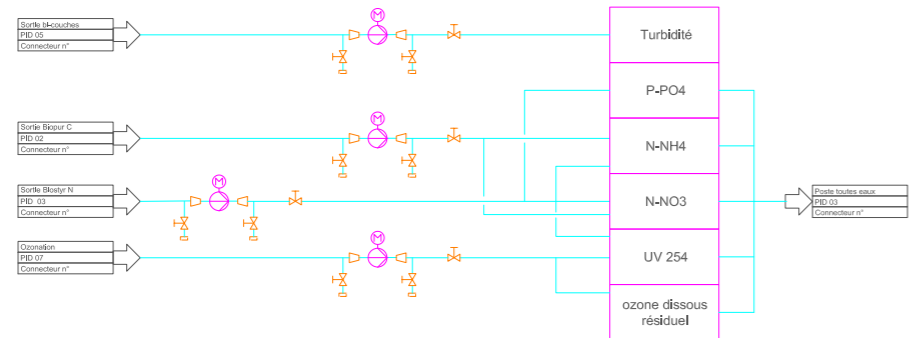 Sortie bi-couches
PID 05
Connecteur n°
M
Turbidité
P-PO4
Sortie Biopur C
PID 02
Connecteur n°
M
N-NH4
Sortie Biostyr N
PID 03
Connecteur n°
M
N-NO3
Poste toutes eaux
PID 03
Connecteur n°
Ozonation
PID 07
Connecteur n°
M
UV 254
ozone dissous
résiduel